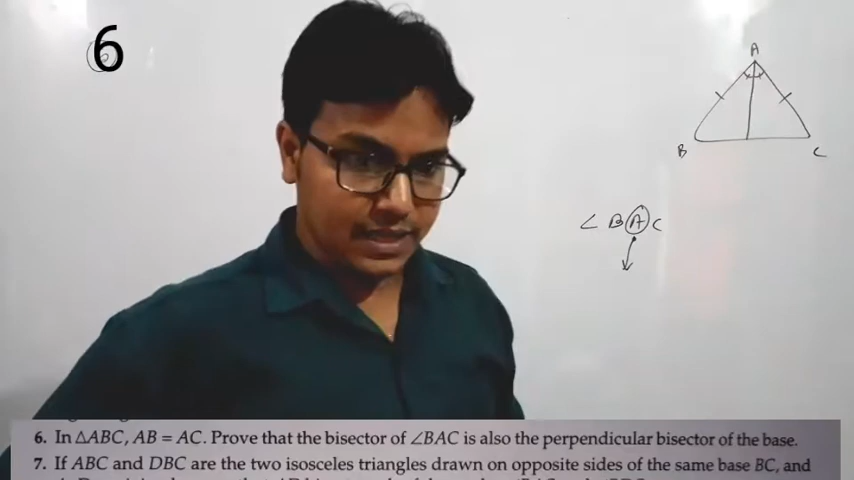 6
A
B
C
∠ BAC
6. In △ABC, AB = AC. Prove that the bisector of ∠BAC is also the perpendicular bisector of the base.
7. If ABC and DBC are the two isosceles triangles drawn on opposite sides of the same base BC, and